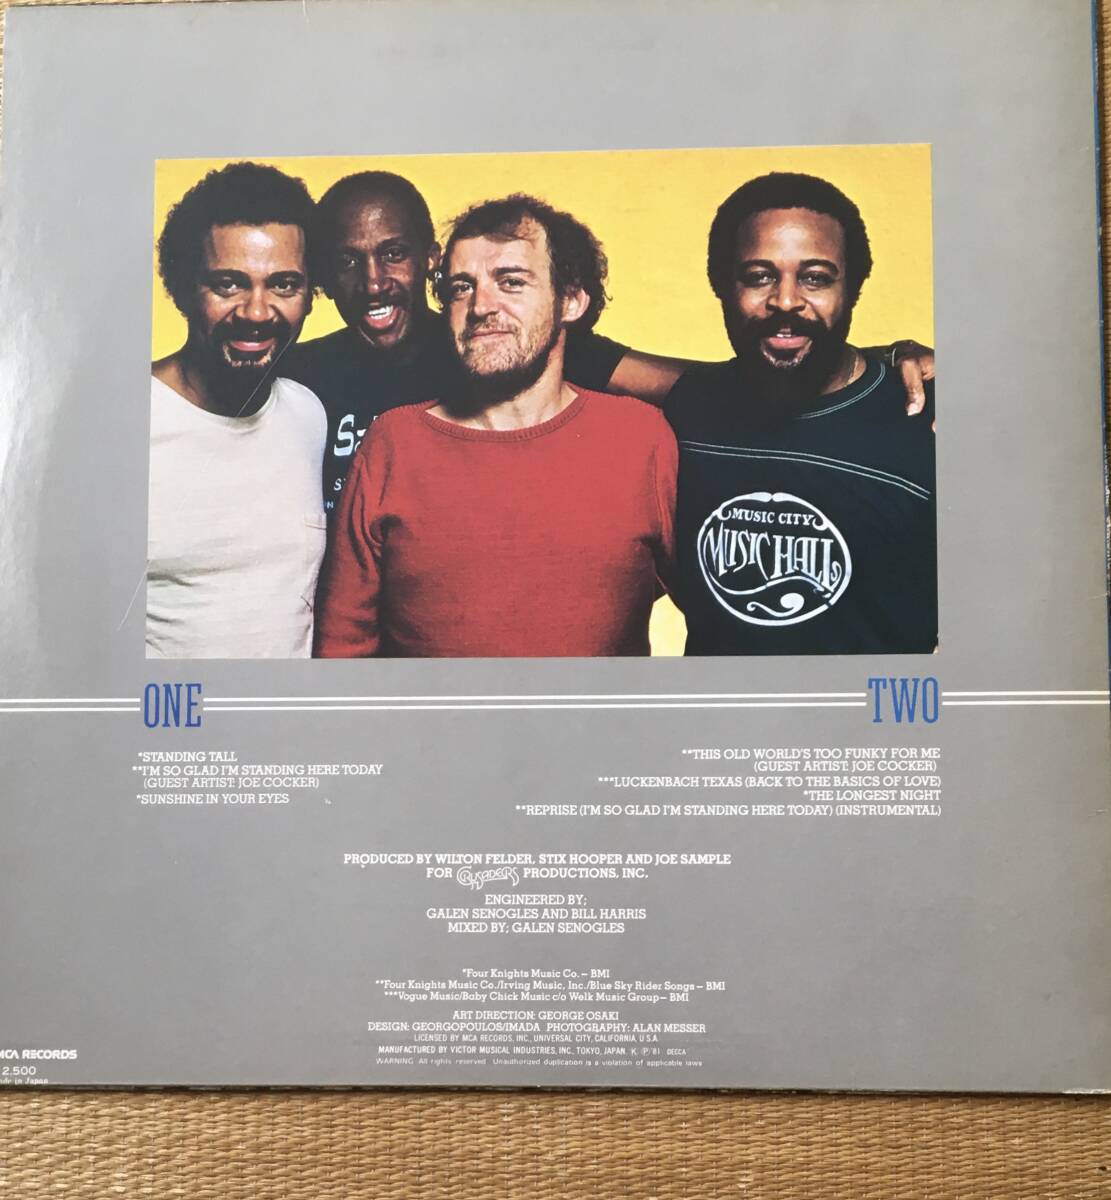 MUSIC CITY
MUSIC HALL
ONE
TWO
*STANDING TALL
**I'M SO GLAD I'M STANDING HERE TODAY
(GUEST ARTIST: JOE COCKER)
*SUNSHINE IN YOUR EYES
**THIS OLD WORLD'S TOO FUNKY FOR ME
(GUEST ARTIST: JOE COCKER)
***LUCKENBACH TEXAS (BACK TO THE BASICS OF LOVE)
*THE LONGEST NIGHT
**REPRISE (I'M SO GLAD I'M STANDING HERE TODAY) (INSTRUMENTAL)
PRODUCED BY WILTON FELDER, STIX HOOPER AND JOE SAMPLE
FOR CRUSADERS PRODUCTIONS, INC.
ENGINEERED BY;
GALEN SENOGLES AND BILL HARRIS
MIXED BY; GALEN SENOGLES
*Four Knights Music Co. – BMI
**Four Knights Music Co./Irving Music, Inc./Blue Sky Rider Songs – BMI
***Vogue Music/Baby Chick Music c/o Welk Music Group – BMI
ART DIRECTION: GEORGE OSAKI
DESIGN: GEORGOPOULOS/IMADA PHOTOGRAPHY: ALAN MESSER
LICENSED BY MCA RECORDS, INC., UNIVERSAL CITY, CALIFORNIA, U.S.A.
MANUFACTURED BY VICTOR MUSICAL INDUSTRIES, INC., TOKYO, JAPAN. K. Ⓟ '81 DECCA
WARNING: All rights reserved. Unauthorized duplication is a violation of applicable laws
MCA RECORDS
2.500
in Japan